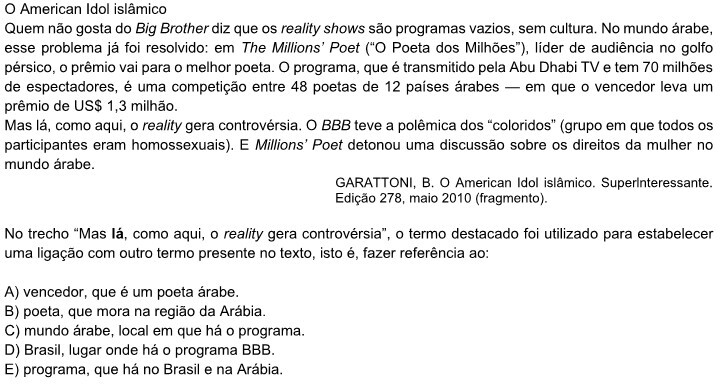 O American Idol islâmico
Quem não gosta do Big Brother diz que os reality shows são programas vazios, sem cultura. No mundo árabe,
esse problema já foi resolvido: em The Millions' Poet (“O Poeta dos Milhões”), líder de audiência no golfo
pérsico, o prêmio vai para o melhor poeta. O programa, que é transmitido pela Abu Dhabi TV e tem 70 milhões
de espectadores, é uma competição entre 48 poetas de 12 países árabes — em que o vencedor leva um
prêmio de US$ 1,3 milhão.
Mas lá, como aqui, o reality gera controvérsia. O BBB teve a polêmica dos “coloridos” (grupo em que todos os
participantes eram homossexuais). E Millions' Poet detonou uma discussão sobre os direitos da mulher no
mundo árabe.
GARATTONI, B. O American Idol islâmico. SuperInteressante.
Edição 278, maio 2010 (fragmento).
No trecho “Mas lá, como aqui, o reality gera controvérsia”, o termo destacado foi utilizado para estabelecer
uma ligação com outro termo presente no texto, isto é, fazer referência ao:
A) vencedor, que é um poeta árabe.
B) poeta, que mora na região da Arábia.
C) mundo árabe, local em que há o programa.
D) Brasil, lugar onde há o programa BBB.
E) programa, que há no Brasil e na Arábia.